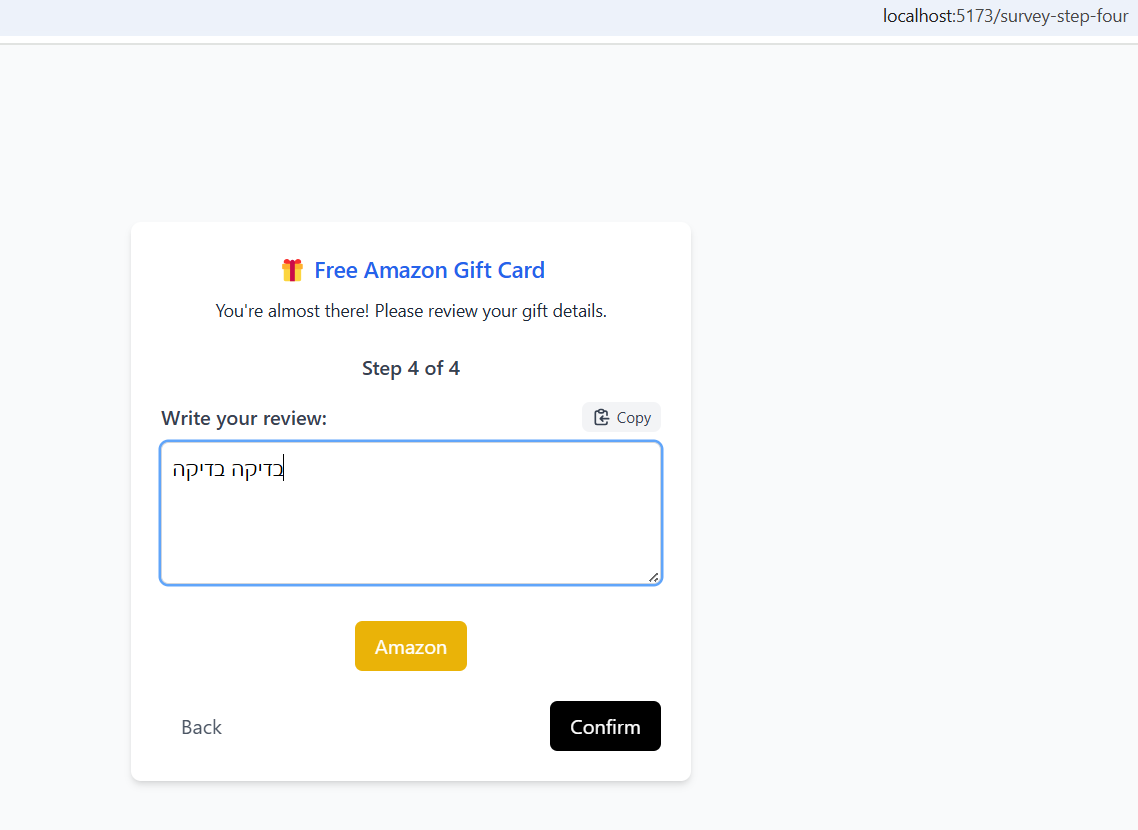 localhost:5173/survey-step-four
🎁 Free Amazon Gift Card
You're almost there! Please review your gift details.
Step 4 of 4
Write your review:
Copy
בדיקה בדיקה
Amazon
Back
Confirm